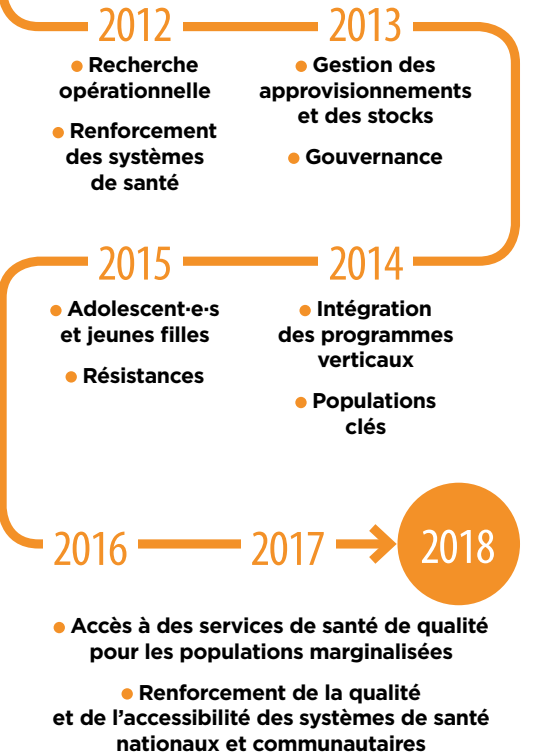 2012
● Recherche
opérationnelle
● Renforcement
des systèmes
de santé
2013
● Gestion des
approvisionnements
et des stocks
● Gouvernance
2014
● Intégration
des programmes
verticaux
● Populations
clés
2015
● Adolescent·e·s
et jeunes filles
● Résistances
2016
2017
2018
● Accès à des services de santé de qualité
pour les populations marginalisées
● Renforcement de la qualité
et de l’accessibilité des systèmes de santé
nationaux et communautaires